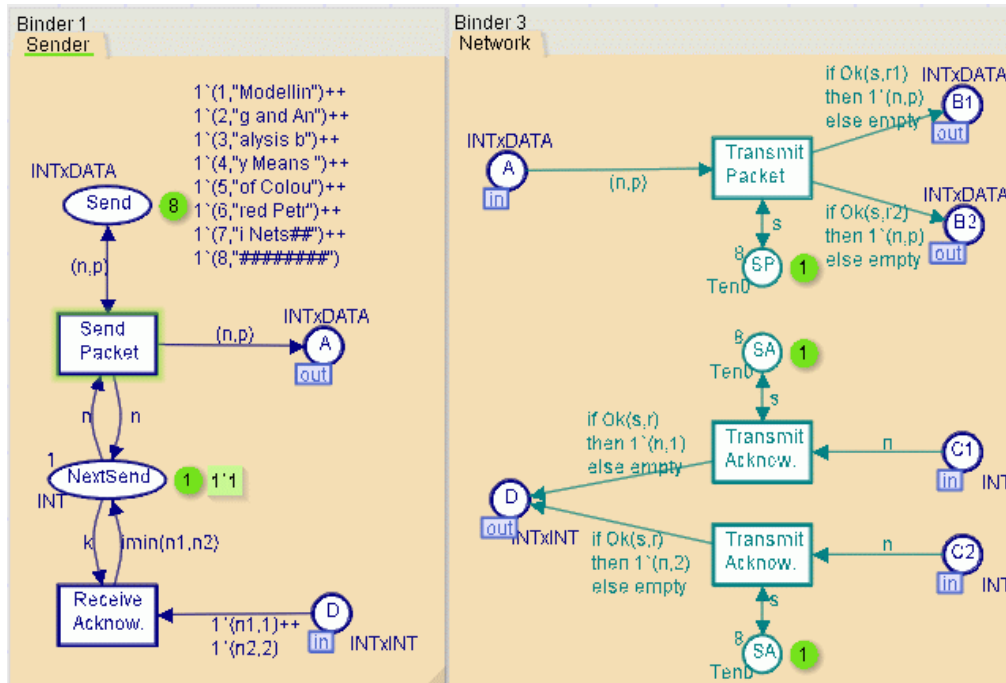 Binder 1
Sender
1`(1,"Modellin")++
1`(2,"g and An")++
1`(3,"alysis b")++
1`(4,"y Means ")++
1`(5,"of Colou")++
1`(6,"red Petr")++
1`(7,"i Nets##")++
1`(8,"########")
INTxDATA
Send
8
(n,p)
Send
Packet
(n,p)
INTxDATA
A
out
n
n
1
NextSend
INT
1
1`1
k
imin(n1,n2)
Receive
Acknow.
1`(n1,1)++
1`(n2,2)
D
in
INTxINT
Binder 3
Network
INTxDATA
A
in
(n,p)
Transmit
Packet
if Ok(s,r1)
then 1`(n,p)
else empty
INTxDATA
B1
out
if Ok(s,r2)
then 1`(n,p)
else empty
INTxDATA
B2
out
s
8
SP
Ten0
1
8
SA
Ten0
1
s
if Ok(s,r)
then 1`(n,1)
else empty
Transmit
Acknow.
n
C1
in
INT
D
out
INTxINT
if Ok(s,r)
then 1`(n,2)
else empty
Transmit
Acknow.
n
C2
in
INT
s
8
SA
Ten0
1